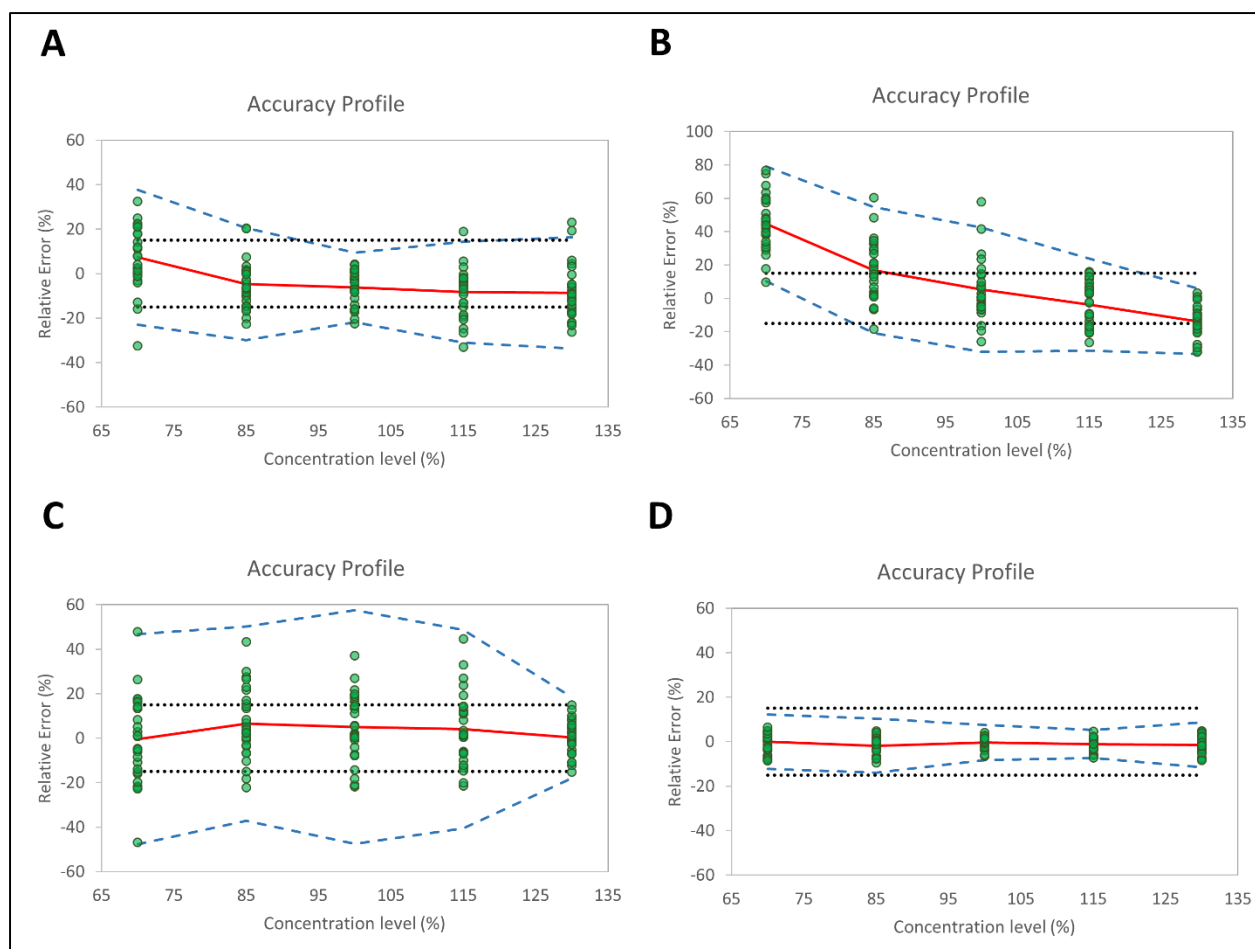 A
Accuracy Profile
Relative Error (%)
60
40
20
0
-20
-40
-60
65 75 85 95 105 115 125 135
Concentration level (%)
B
Accuracy Profile
Relative Error (%)
100
80
60
40
20
0
-20
-40
-60
65 75 85 95 105 115 125 135
Concentration level (%)
C
Accuracy Profile
Relative Error (%)
60
40
20
0
-20
-40
-60
65 75 85 95 105 115 125 135
Concentration level (%)
D
Accuracy Profile
Relative Error (%)
60
40
20
0
-20
-40
-60
65 75 85 95 105 115 125 135
Concentration level (%)